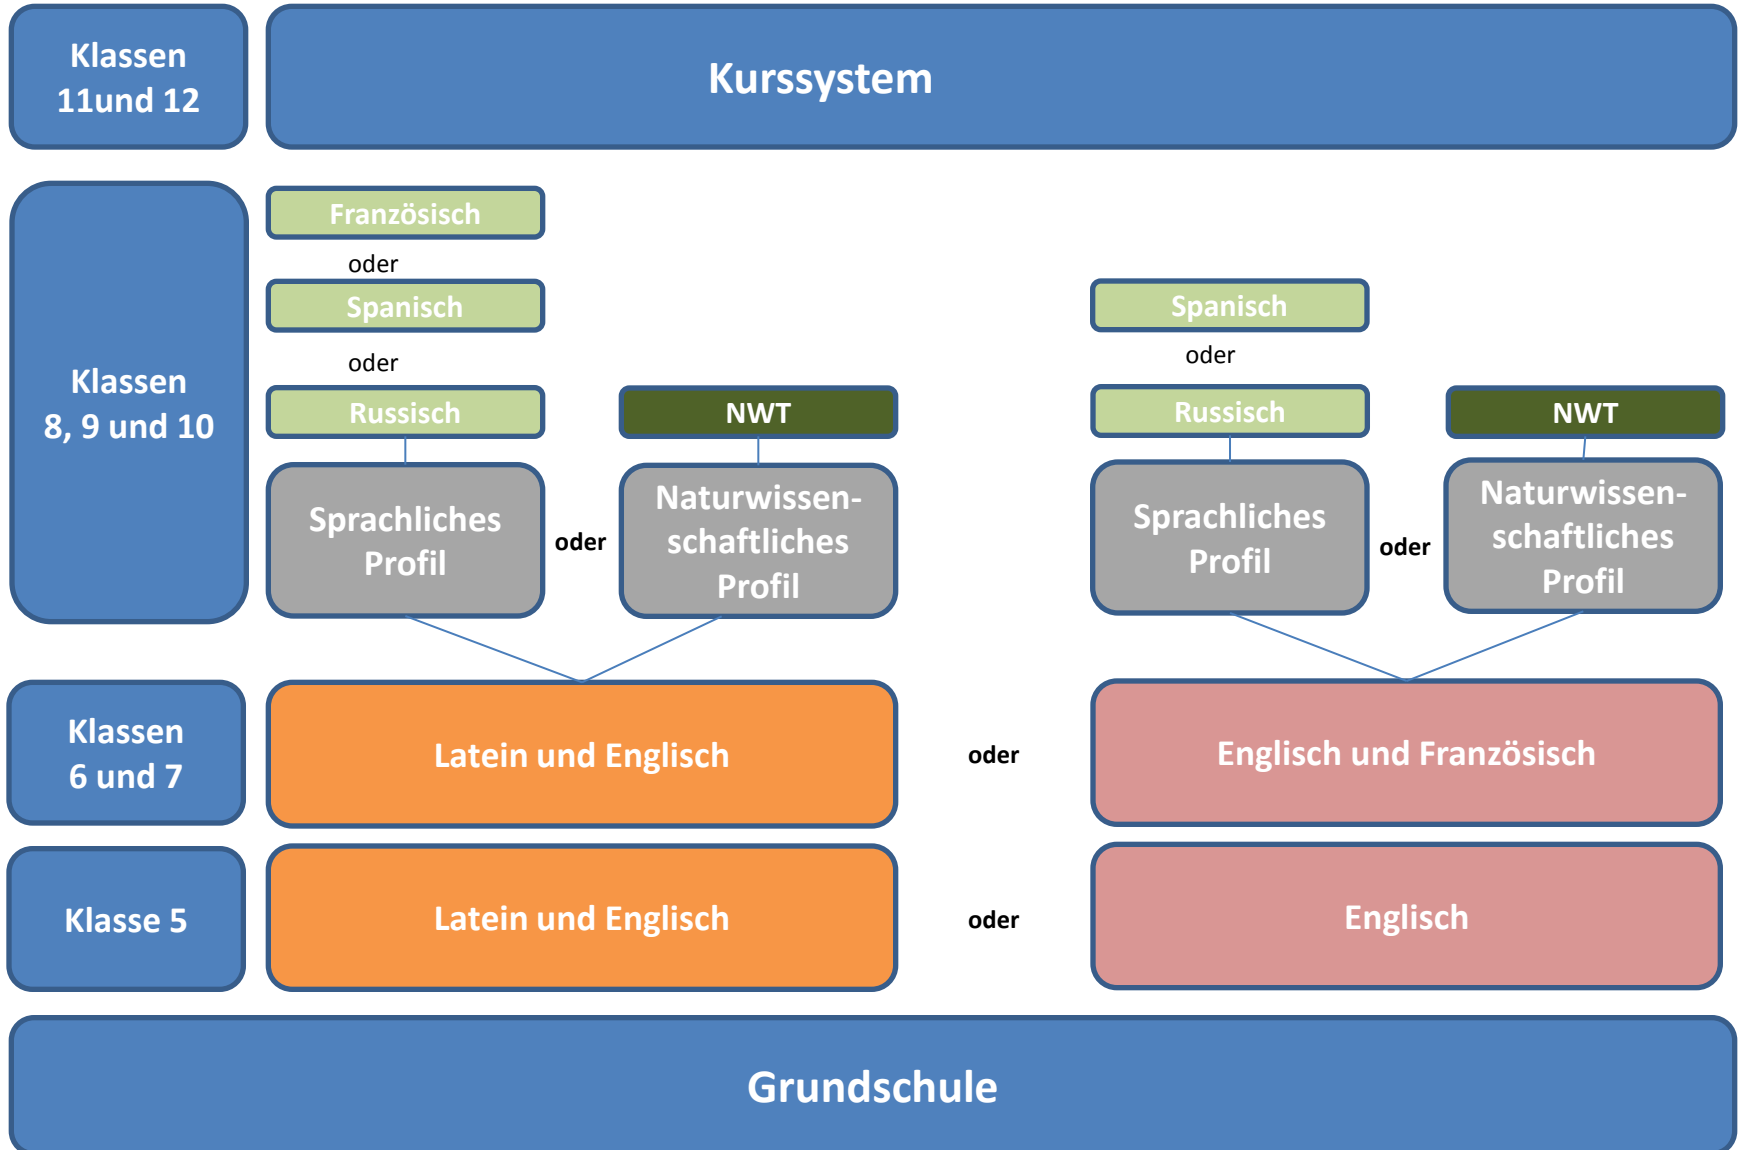 Klassen
11und 12
Kurssystem
Klassen
8, 9 und 10
Französisch
oder
Spanisch
oder
Russisch
NWT
Sprachliches
Profil
oder
Naturwissen-
schaftliches
Profil
Spanisch
oder
Russisch
NWT
Sprachliches
Profil
oder
Naturwissen-
schaftliches
Profil
Klassen
6 und 7
Latein und Englisch
oder
Englisch und Französisch
Klasse 5
Latein und Englisch
oder
Englisch
Grundschule